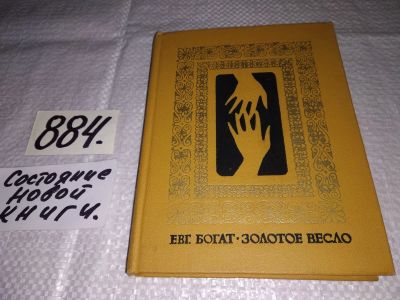 884.
Состояние
новой
книги.
ЕВГ. БОГАТ · ЗОЛОТОЕ ВЕСЛО